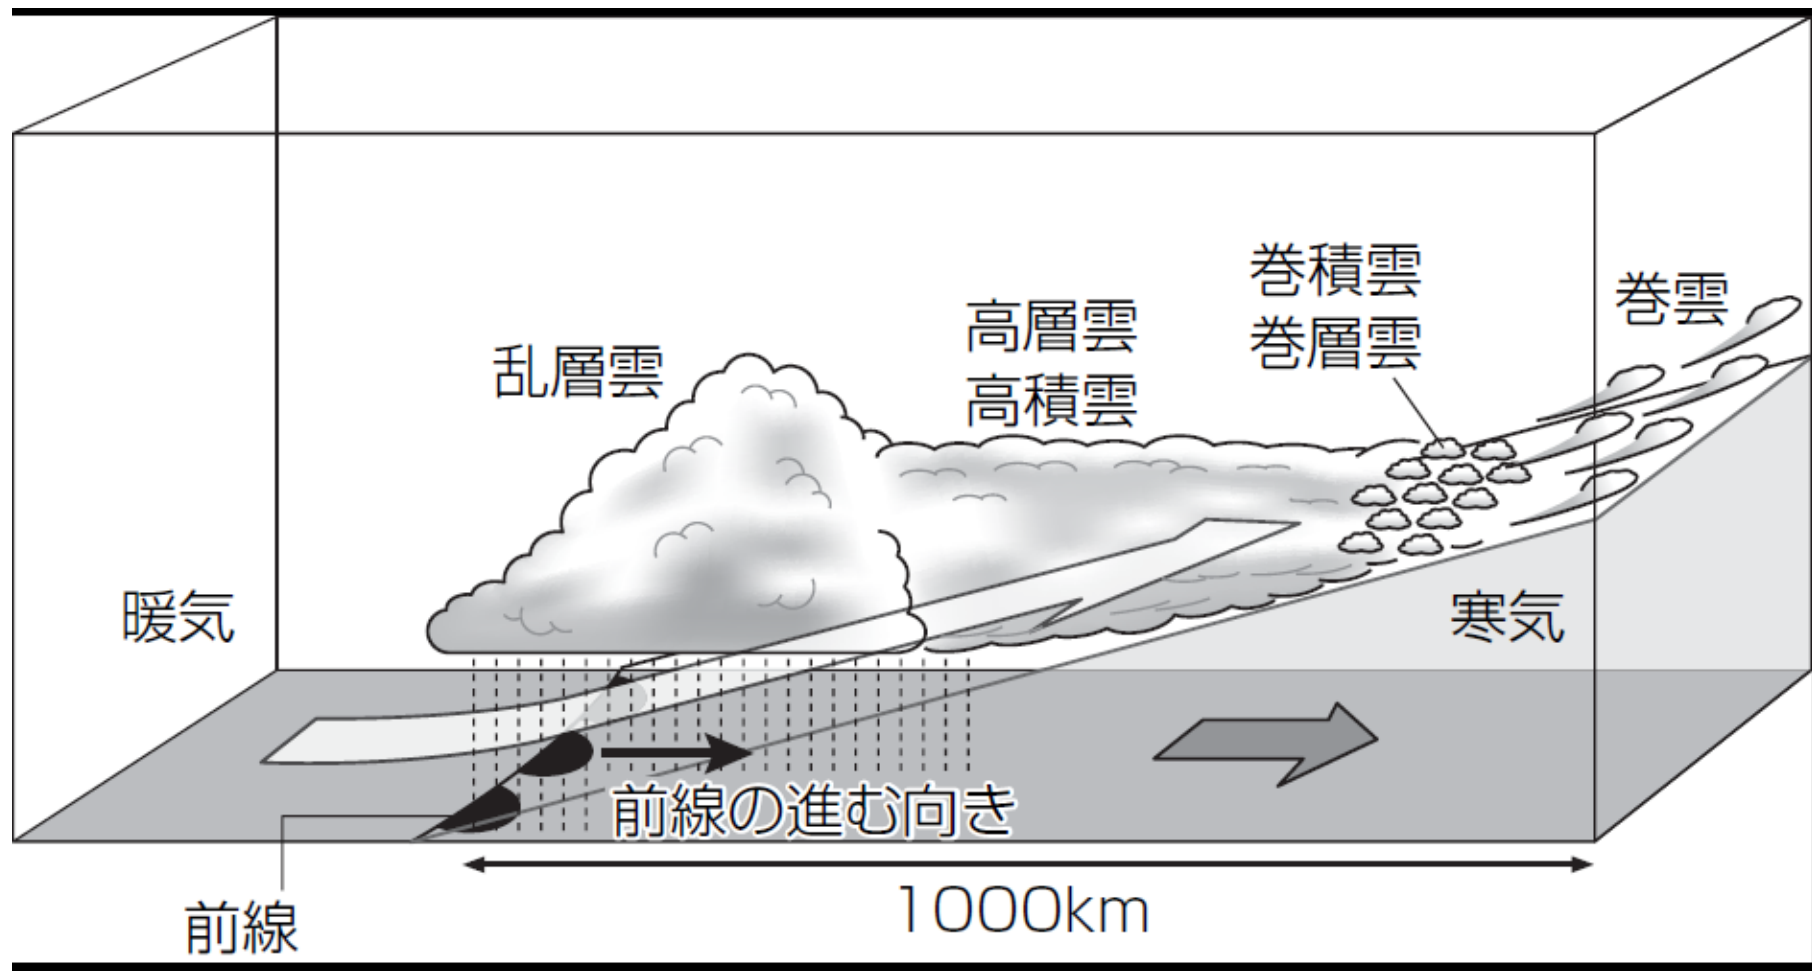 巻積雲
巻層雲
巻雲
高層雲
高積雲
乱層雲
暖気
寒気
前線の進む向き
1000km
前線